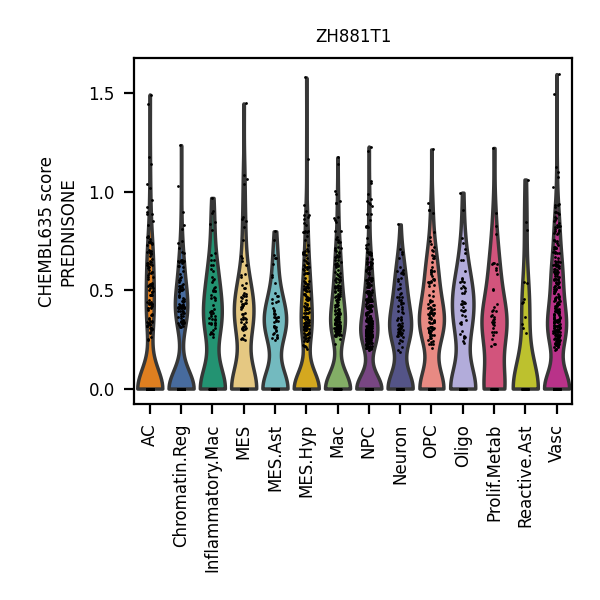 ZH881T1
CHEMBL635 score
PREDNISONE
1.5
1.0
0.5
0.0
AC
Chromatin.Reg
Inflammatory.Mac
MES
MES.Ast
MES.Hyp
Mac
NPC
Neuron
OPC
Oligo
Prolif.Metab
Reactive.Ast
Vasc